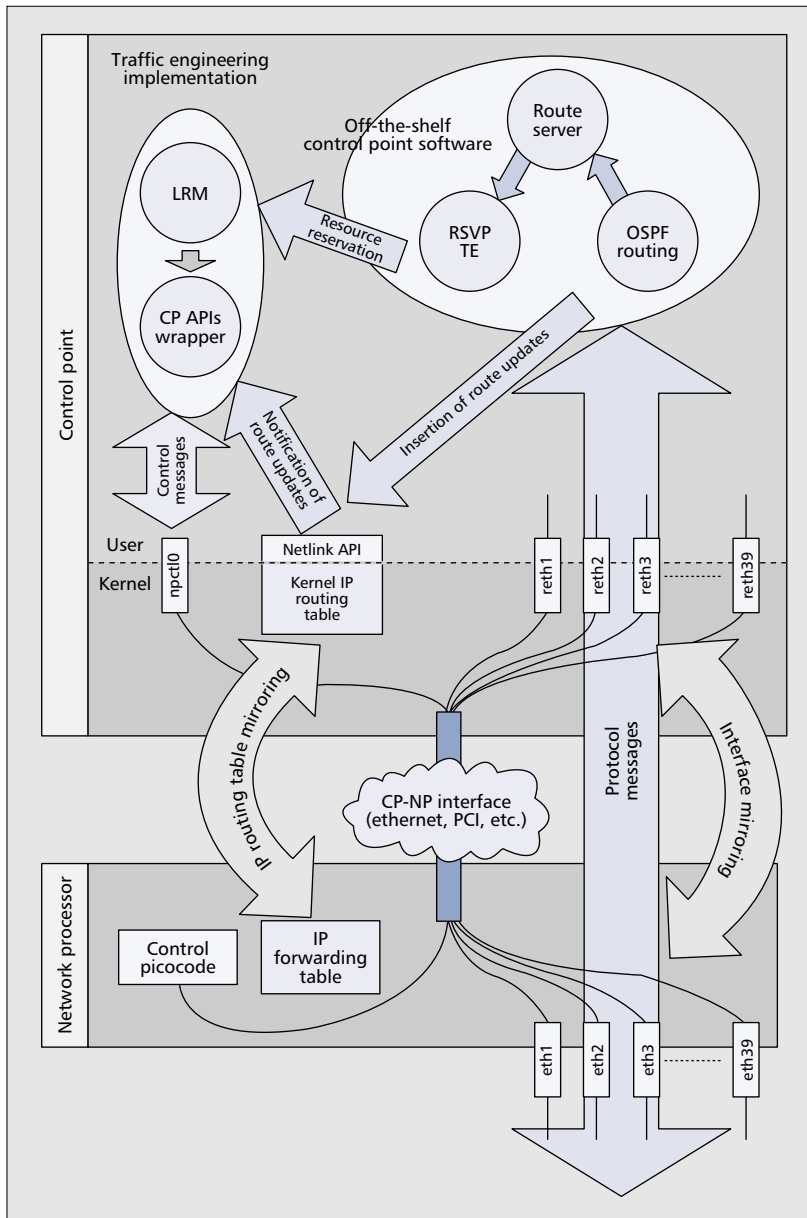 Traffic engineering
implementation
Route
server
Off-the-shelf
control point software
LRM
RSVP
TE
OSPF
routing
Resource
reservation
CP APIs
wrapper
Control point
Insertion of route updates
Notification of
route updates
Control
messages
User
Kernel
npctl0
Netlink API
Kernel IP
routing
table
reth1
reth2
reth3
reth39
IP routing table mirroring
Protocol
messages
Interface mirroring
CP-NP interface
(ethernet, PCI, etc.)
Network processor
Control
picocode
IP
forwarding
table
eth1
eth2
eth3
eth39